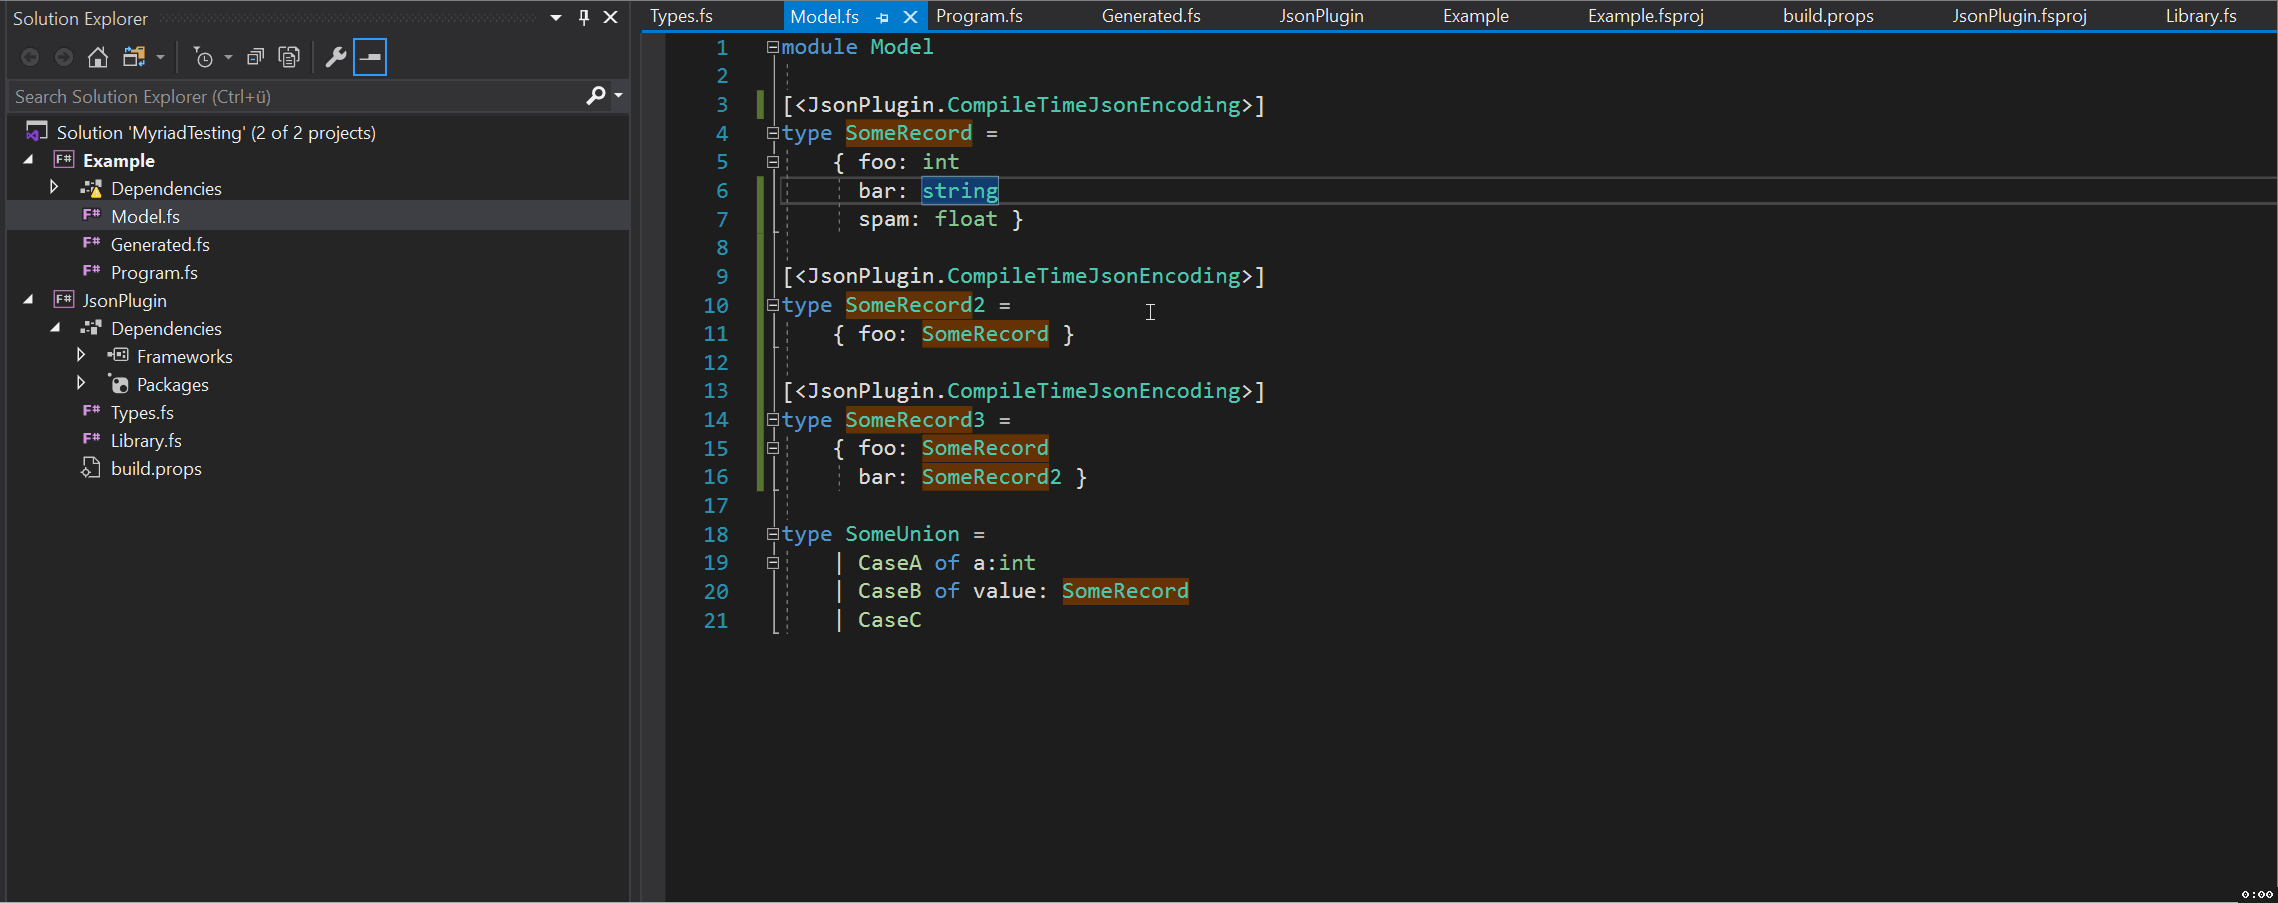 Solution Explorer
Search Solution Explorer (Ctrl+ü)
Solution 'MyriadTesting' (2 of 2 projects)
F# Example
Dependencies
F# Model.fs
F# Generated.fs
F# Program.fs
F# JsonPlugin
Dependencies
Frameworks
Packages
F# Types.fs
F# Library.fs
build.props
Types.fs Model.fs Program.fs Generated.fs JsonPlugin Example Example.fsproj build.props JsonPlugin.fsproj Library.fs
1 module Model
2
3 [<JsonPlugin.CompileTimeJsonEncoding>]
4 type SomeRecord =
5 { foo: int
6 bar: string
7 spam: float }
8
9 [<JsonPlugin.CompileTimeJsonEncoding>]
10 type SomeRecord2 =
11 { foo: SomeRecord }
12
13 [<JsonPlugin.CompileTimeJsonEncoding>]
14 type SomeRecord3 =
15 { foo: SomeRecord
16 bar: SomeRecord2 }
17
18 type SomeUnion =
19 | CaseA of a:int
20 | CaseB of value: SomeRecord
21 | CaseC
0:00